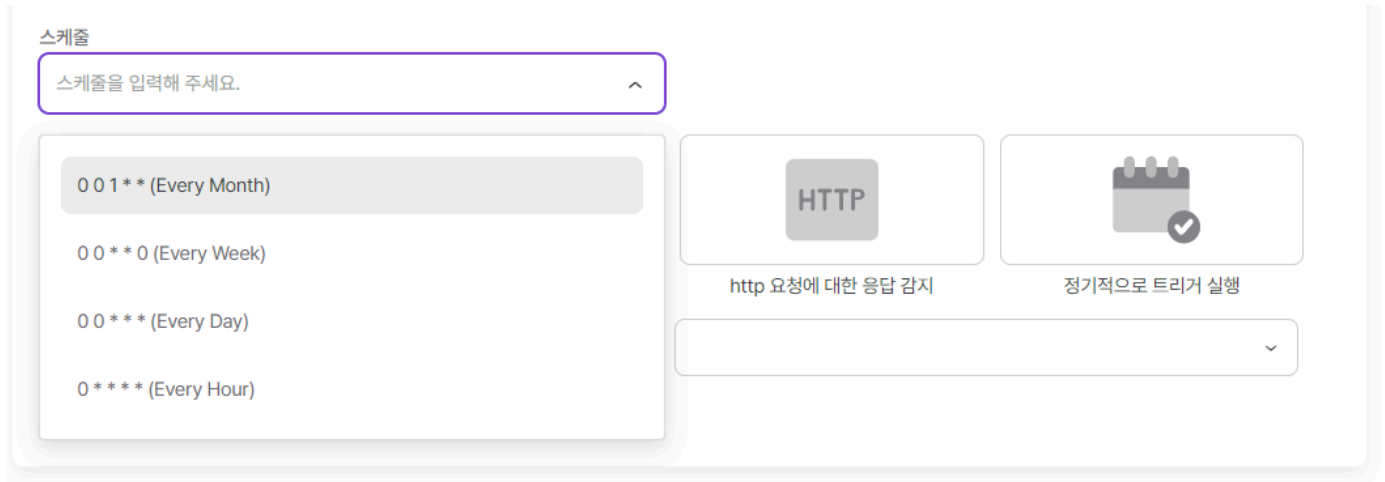 스케줄
스케줄을 입력해 주세요.
0 0 1 * * (Every Month)
0 0 * * 0 (Every Week)
0 0 * * * (Every Day)
0 * * * * (Every Hour)
HTTP
http 요청에 대한 응답 감지
정기적으로 트리거 실행